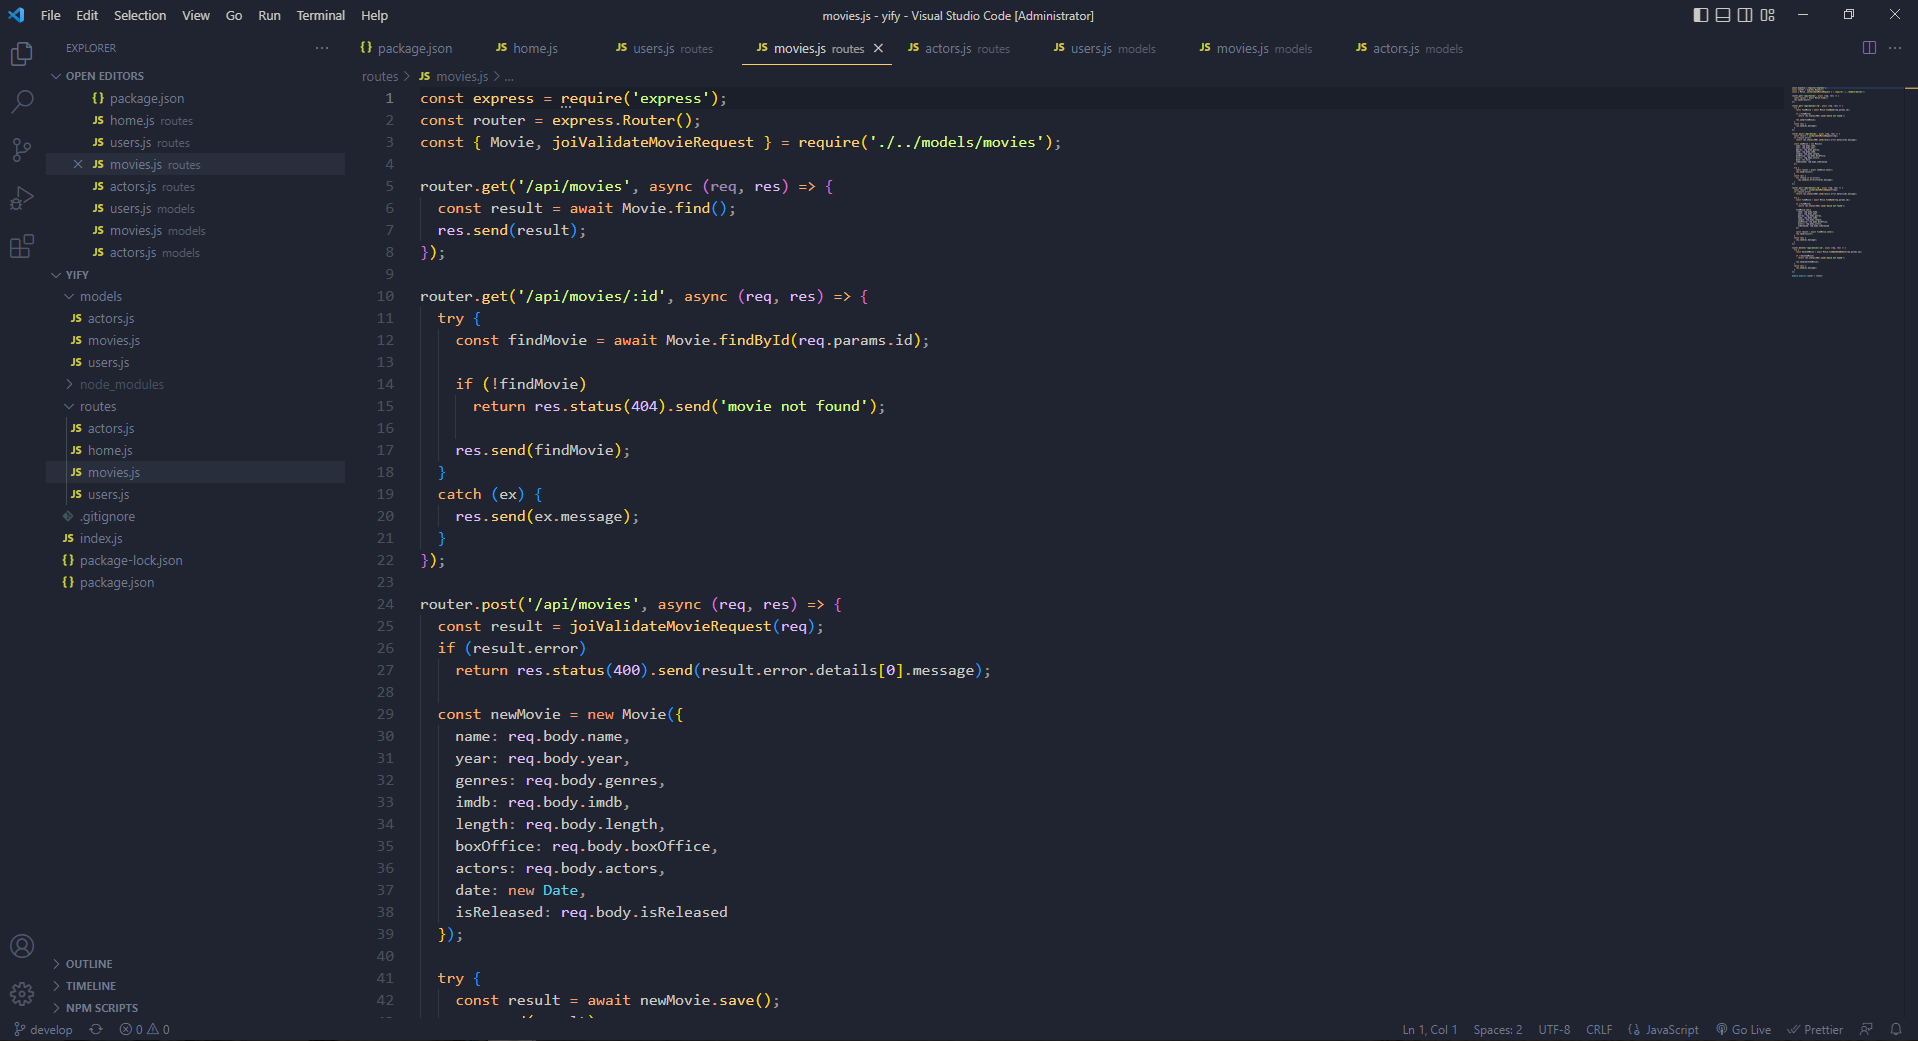 File Edit Selection View Go Run Terminal Help
movies.js - yify - Visual Studio Code [Administrator]
EXPLORER
OPEN EDITORS
{} package.json
JS home.js routes
JS users.js routes
JS movies.js routes
JS actors.js routes
JS users.js models
JS movies.js models
JS actors.js models
YIFY
models
JS actors.js
JS movies.js
JS users.js
node_modules
routes
JS actors.js
JS home.js
JS movies.js
JS users.js
.gitignore
JS index.js
{} package-lock.json
{} package.json
OUTLINE
TIMELINE
NPM SCRIPTS
{} package.json JS home.js JS users.js routes JS movies.js routes JS actors.js routes JS users.js models JS movies.js models JS actors.js models
routes > JS movies.js > ...
1 const express = require('express');
2 const router = express.Router();
3 const { Movie, joiValidateMovieRequest } = require('./../models/movies');
4
5 router.get('/api/movies', async (req, res) => {
6 const result = await Movie.find();
7 res.send(result);
8 });
9
10 router.get('/api/movies/:id', async (req, res) => {
11 try {
12 const findMovie = await Movie.findById(req.params.id);
13
14 if (!findMovie)
15 return res.status(404).send('movie not found');
16
17 res.send(findMovie);
18 }
19 catch (ex) {
20 res.send(ex.message);
21 }
22 });
23
24 router.post('/api/movies', async (req, res) => {
25 const result = joiValidateMovieRequest(req);
26 if (result.error)
27 return res.status(400).send(result.error.details[0].message);
28
29 const newMovie = new Movie({
30 name: req.body.name,
31 year: req.body.year,
32 genres: req.body.genres,
33 imdb: req.body.imdb,
34 length: req.body.length,
35 boxOffice: req.body.boxOffice,
36 actors: req.body.actors,
37 date: new Date,
38 isReleased: req.body.isReleased
39 });
40
41 try {
42 const result = await newMovie.save();
develop 0 0 Ln 1, Col 1 Spaces: 2 UTF-8 CRLF JavaScript Go Live Prettier